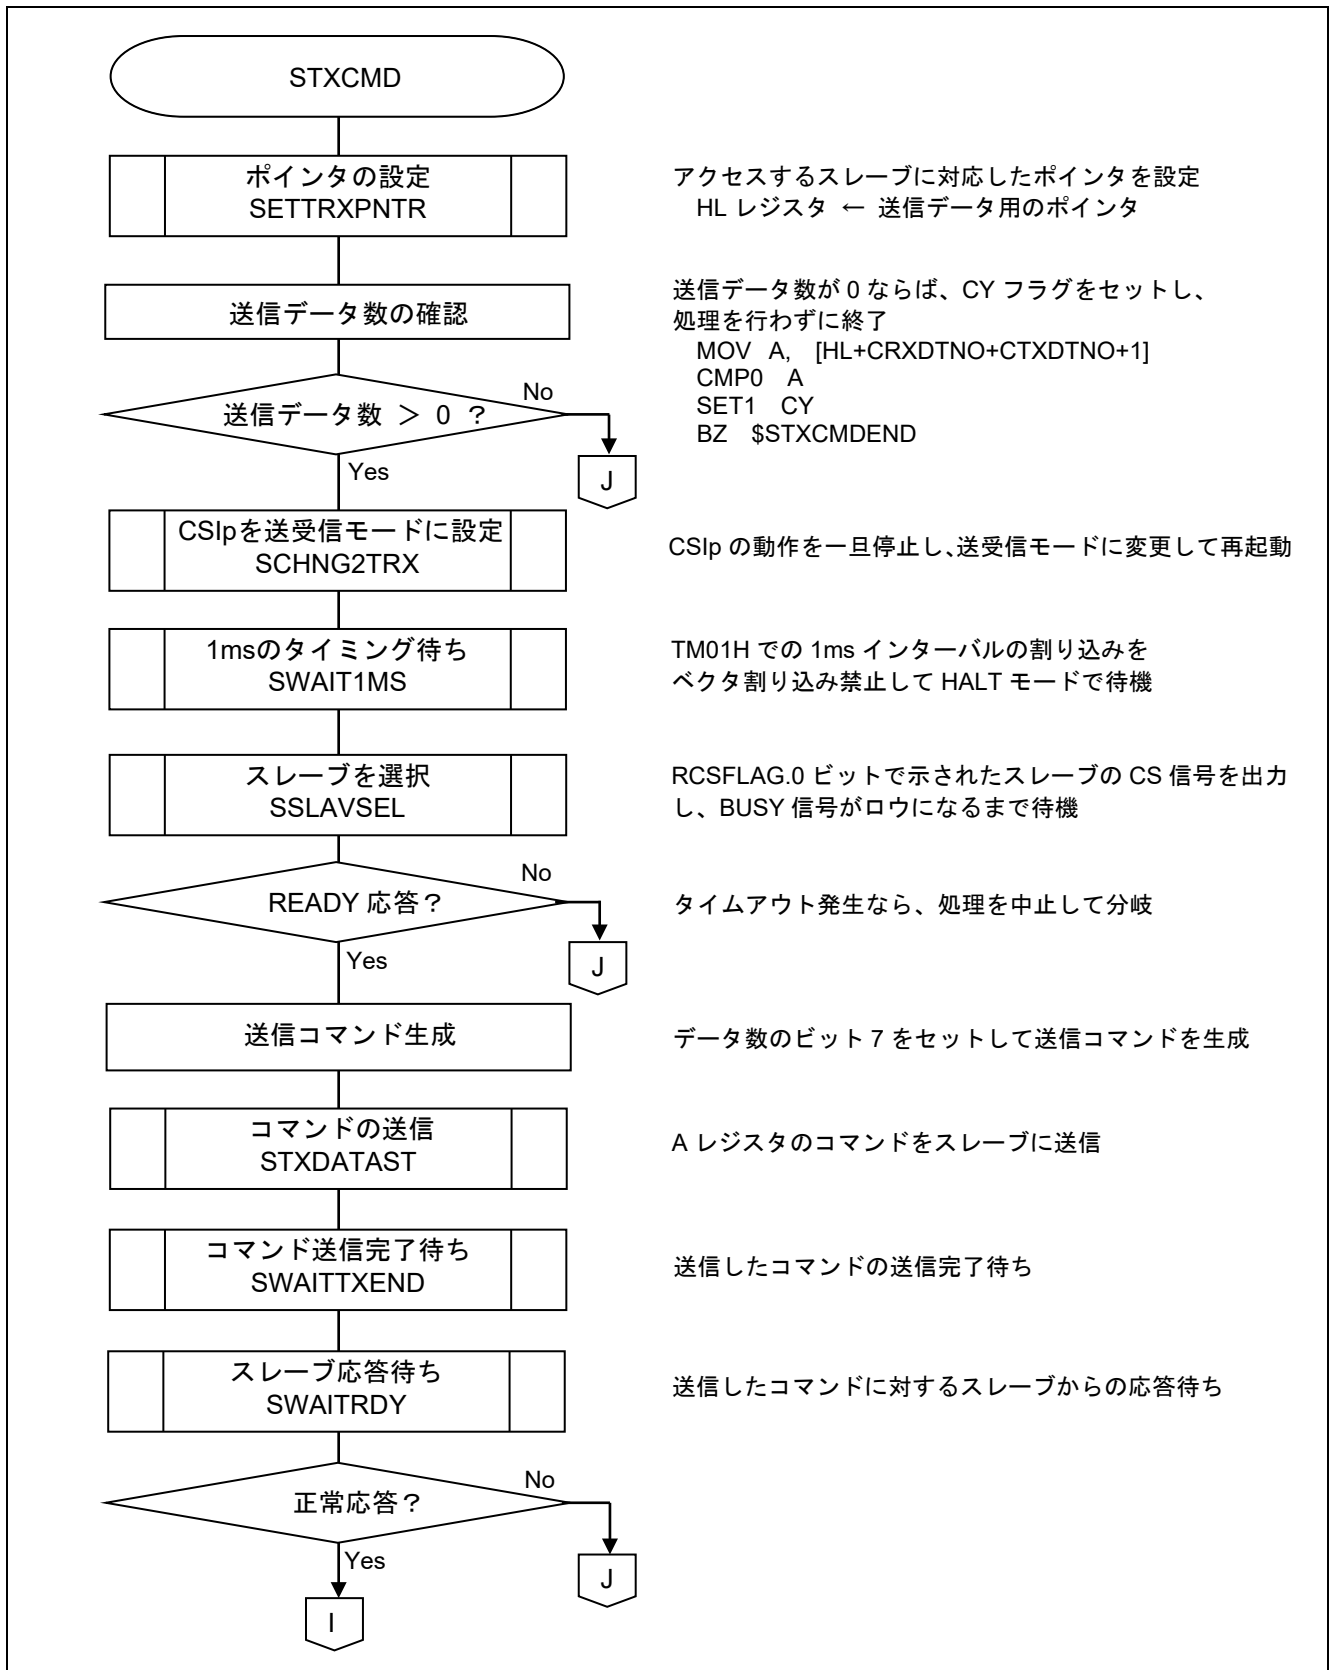 STXCMD
ポインタの設定
SETTRXPNTR
アクセスするスレーブに対応したポインタを設定
HL レジスタ ← 送信データ用のポインタ
送信データ数の確認
送信データ数が 0 ならば、CY フラグをセットし、
処理を行わずに終了
MOV A, [HL+CRXDTNO+CTXDTNO+1]
CMP0 A
SET1 CY
BZ $STXCMDEND
送信データ数 ＞ 0 ？
No
J
Yes
CSIpを送受信モードに設定
SCHNG2TRX
CSIp の動作を一旦停止し、送受信モードに変更して再起動
1msのタイミング待ち
SWAIT1MS
TM01H での 1ms インターバルの割り込みを
ベクタ割り込み禁止して HALT モードで待機
スレーブを選択
SSLAVSEL
RCSFLAG.0 ビットで示されたスレーブの CS 信号を出力
し、BUSY 信号がロウになるまで待機
READY 応答？
No
タイムアウト発生なら、処理を中止して分岐
J
Yes
送信コマンド生成
データ数のビット 7 をセットして送信コマンドを生成
コマンドの送信
STXDATAST
A レジスタのコマンドをスレーブに送信
コマンド送信完了待ち
SWAITTXEND
送信したコマンドの送信完了待ち
スレーブ応答待ち
SWAITRDY
送信したコマンドに対するスレーブからの応答待ち
正常応答？
No
J
Yes
I